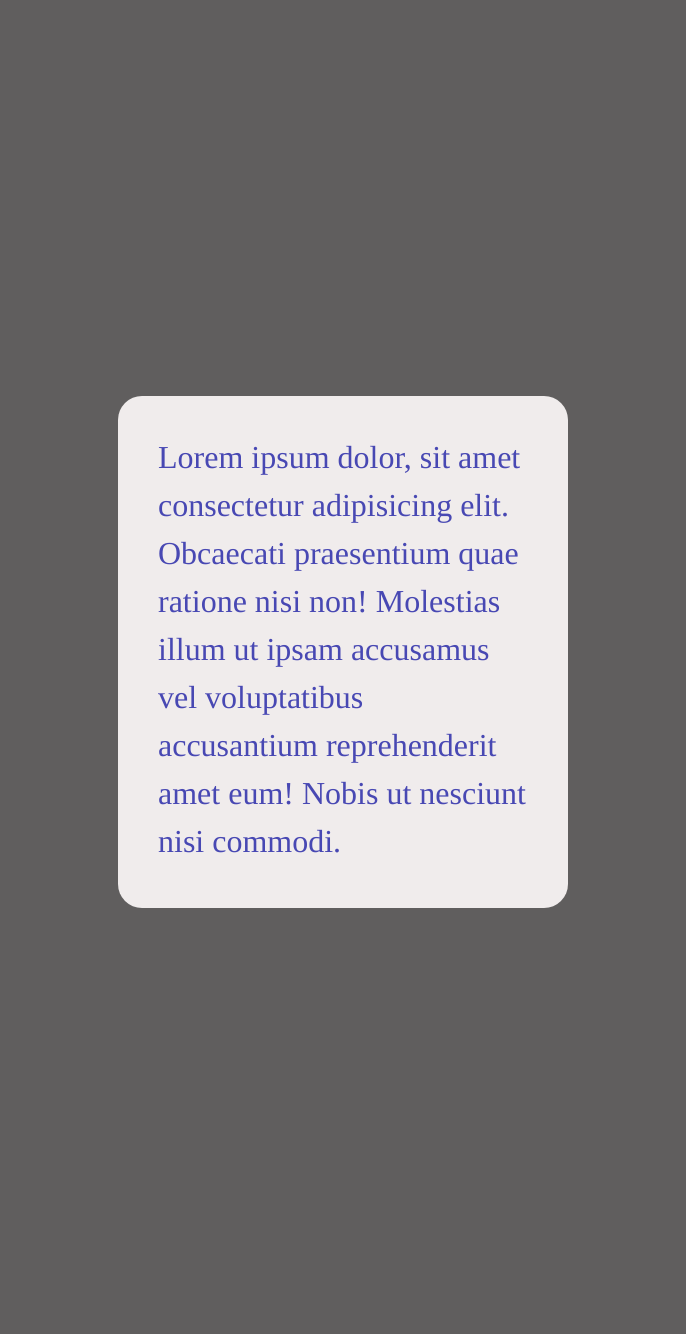 Lorem ipsum dolor, sit amet
consectetur adipisicing elit.
Obcaecati praesentium quae
ratione nisi non! Molestias
illum ut ipsam accusamus
vel voluptatibus
accusantium reprehenderit
amet eum! Nobis ut nesciunt
nisi commodi.